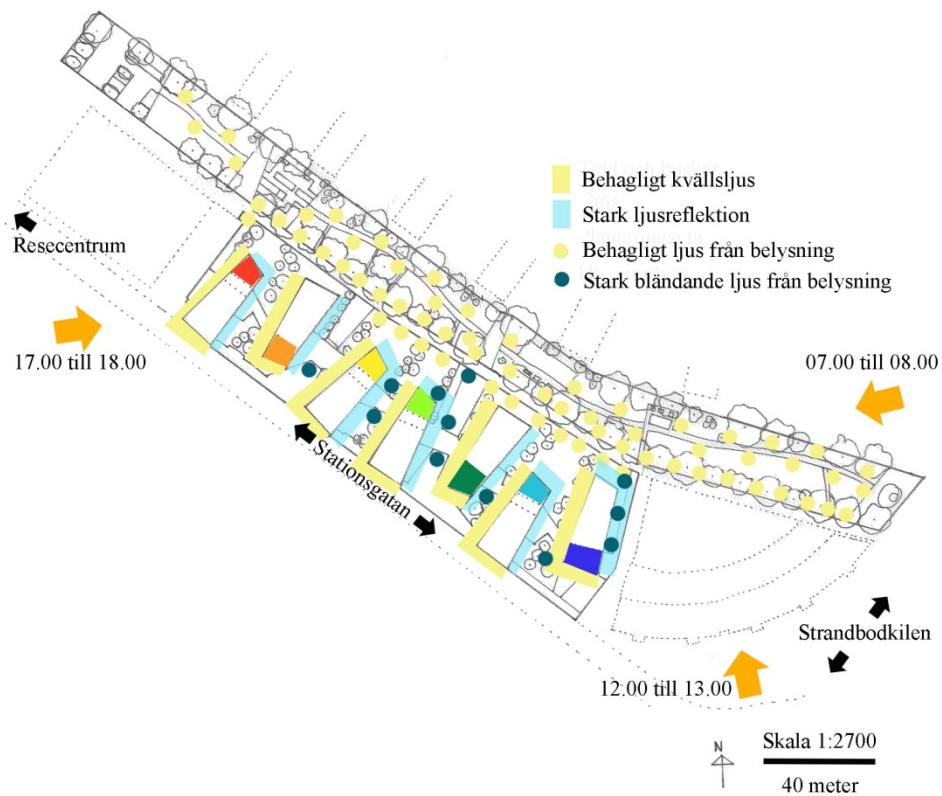 Behagligt kvällsljus
Stark ljusreflektion
Behagligt ljus från belysning
Stark bländande ljus från belysning
Resecentrum
17.00 till 18.00
07.00 till 08.00
Stationsgatan
Strandbodkilen
12.00 till 13.00
N
Skala 1:2700
40 meter